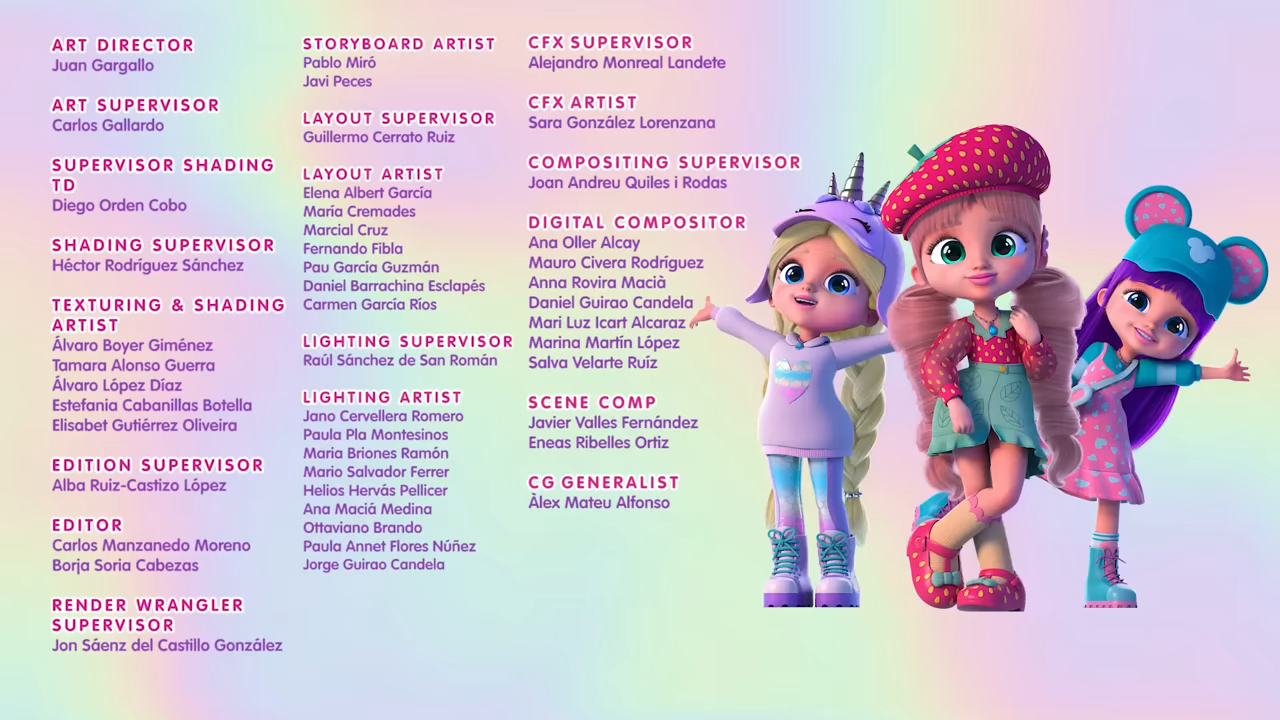 ART DIRECTOR
Juan Gargallo
ART SUPERVISOR
Carlos Gallardo
SUPERVISOR SHADING
TD
Diego Orden Cobo
SHADING SUPERVISOR
Héctor Rodríguez Sánchez
TEXTURING & SHADING
ARTIST
Álvaro Boyer Giménez
Tamara Alonso Guerra
Álvaro López Díaz
Estefania Cabanillas Botella
Elisabet Gutiérrez Oliveira
EDITION SUPERVISOR
Alba Ruiz-Castizo López
EDITOR
Carlos Manzanedo Moreno
Borja Soria Cabezas
RENDER WRANGLER
SUPERVISOR
Jon Sáenz del Castillo González
STORYBOARD ARTIST
Pablo Miró
Javi Peces
LAYOUT SUPERVISOR
Guillermo Cerrato Ruiz
LAYOUT ARTIST
Elena Albert García
María Cremades
Marcial Cruz
Fernando Fibla
Pau García Guzmán
Daniel Barrachina Esclapés
Carmen García Ríos
LIGHTING SUPERVISOR
Raúl Sánchez de San Román
LIGHTING ARTIST
Jano Cervellera Romero
Paula Pla Montesinos
Maria Briones Ramón
Mario Salvador Ferrer
Helios Hervás Pellicer
Ana Maciá Medina
Ottaviano Brando
Paula Annet Flores Núñez
Jorge Guirao Candela
CFX SUPERVISOR
Alejandro Monreal Landete
CFX ARTIST
Sara González Lorenzana
COMPOSITING SUPERVISOR
Joan Andreu Quiles i Rodas
DIGITAL COMPOSITOR
Ana Oller Alcay
Mauro Civera Rodríguez
Anna Rovira Macià
Daniel Guirao Candela
Mari Luz Icart Alcaraz
Marina Martín López
Salva Velarte Ruíz
SCENE COMP
Javier Valles Fernández
Eneas Ribelles Ortiz
CG GENERALIST
Àlex Mateu Alfonso